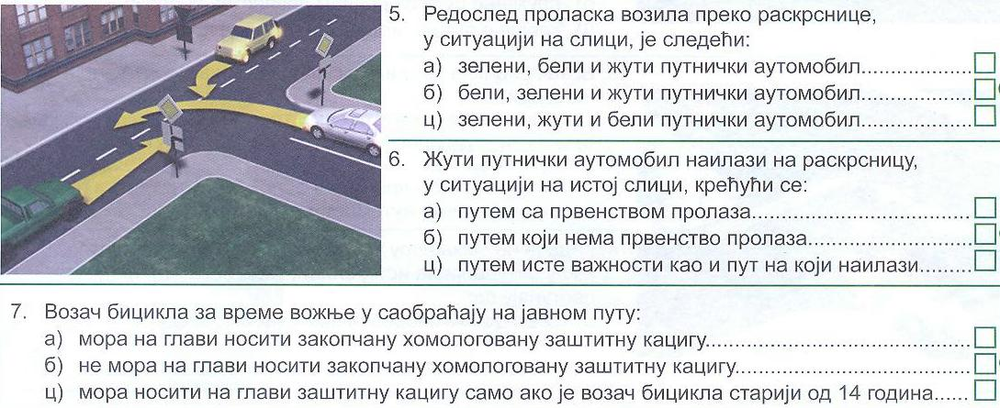 5. Редослед проласка возила преко раскрснице,
у ситуацији на слици, је следећи:
а) зелени, бели и жути путнички аутомобил....................
б) бели, зелени и жути путнички аутомобил....................
ц) зелени, жути и бели путнички аутомобил....................
6. Жути путнички аутомобил наилази на раскрсницу,
у ситуацији на истој слици, крећући се:
а) путем са првенством пролаза........................................
б) путем који нема првенство пролаза..............................
ц) путем исте важности као и пут на који наилази.........
7. Возач бицикла за време вожње у саобраћају на јавном путу:
а) мора на глави носити закопчану хомологовану заштитну кацигу................................................
б) не мора на глави носити закопчану хомологовану заштитну кацигу...........................................
ц) мора носити на глави заштитну кацигу само ако је возач бицикла старији од 14 година......